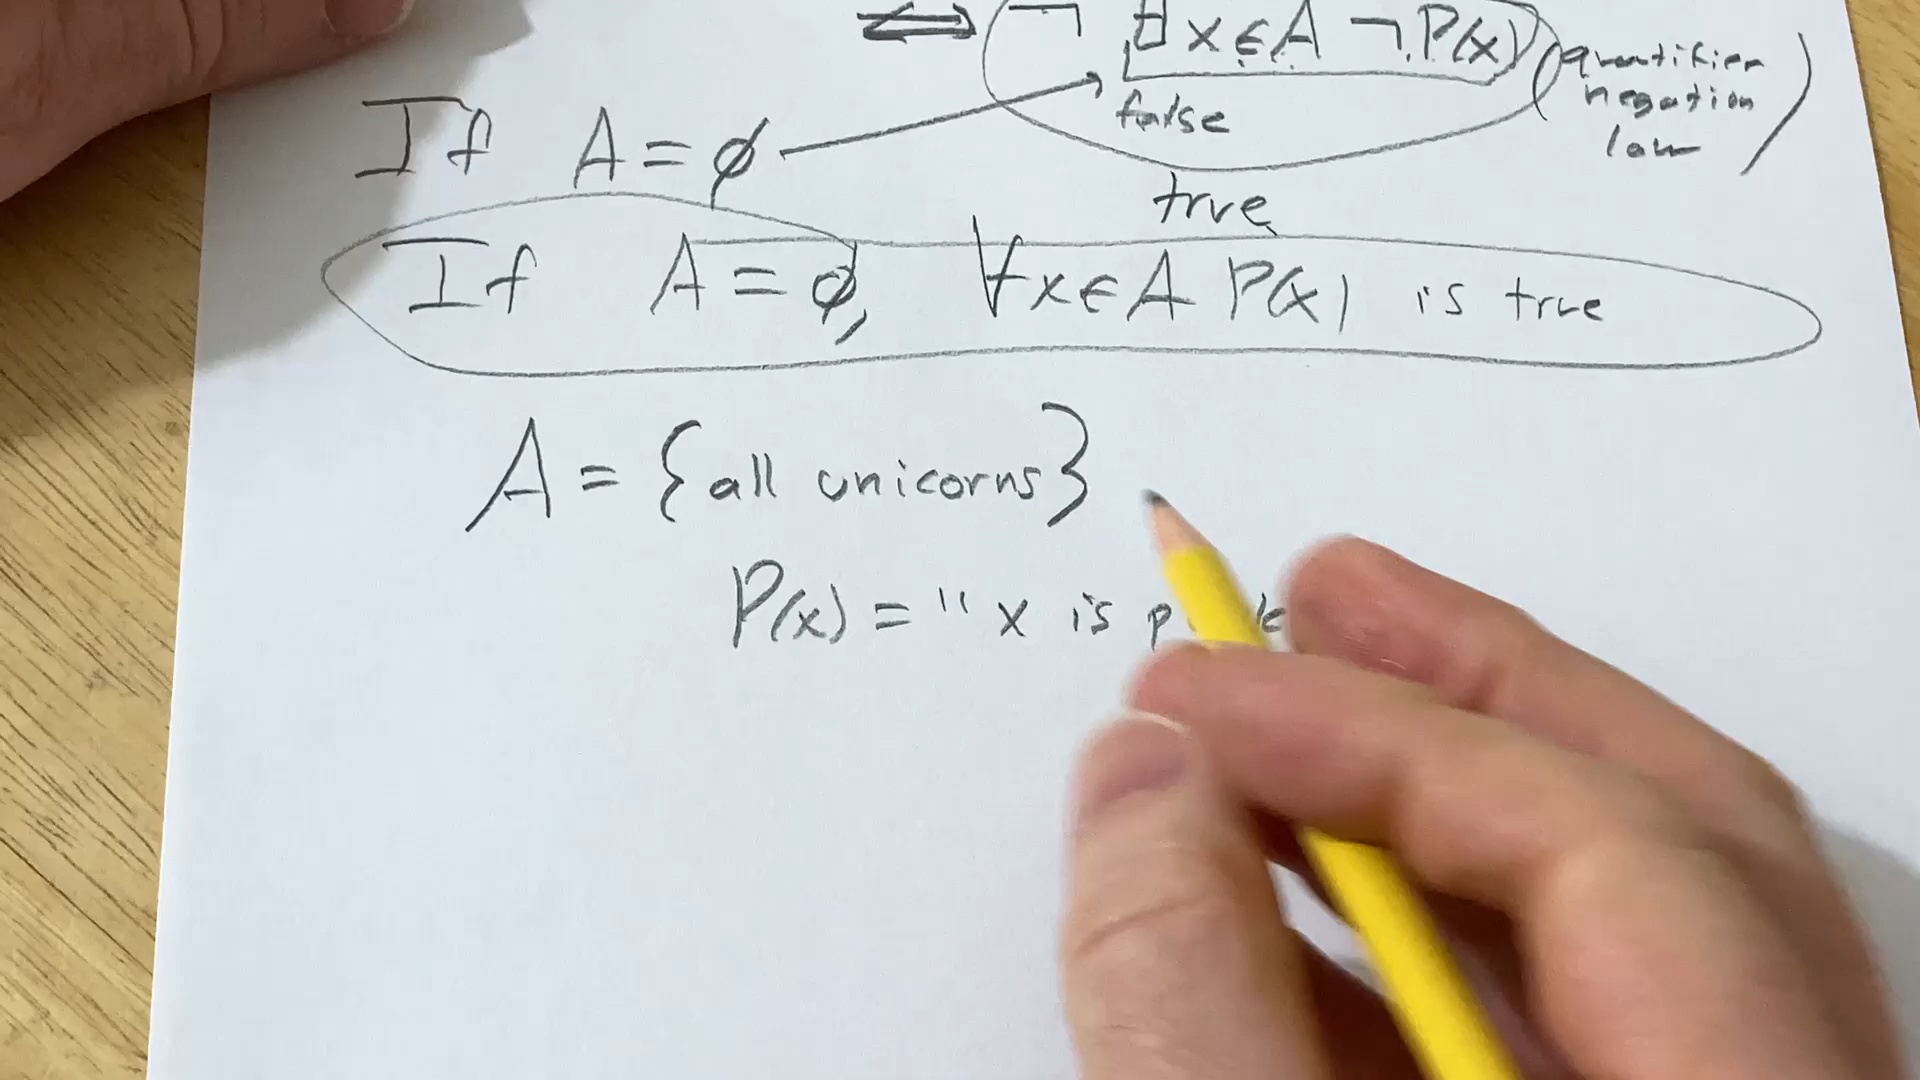 ⟺ ¬ ∃x∈A ¬P(x) (quantifier negation law)
false
If A = ∅
true
If A = ∅, ∀x∈A P(x) is true
A = {all unicorns}
P(x) = " x is